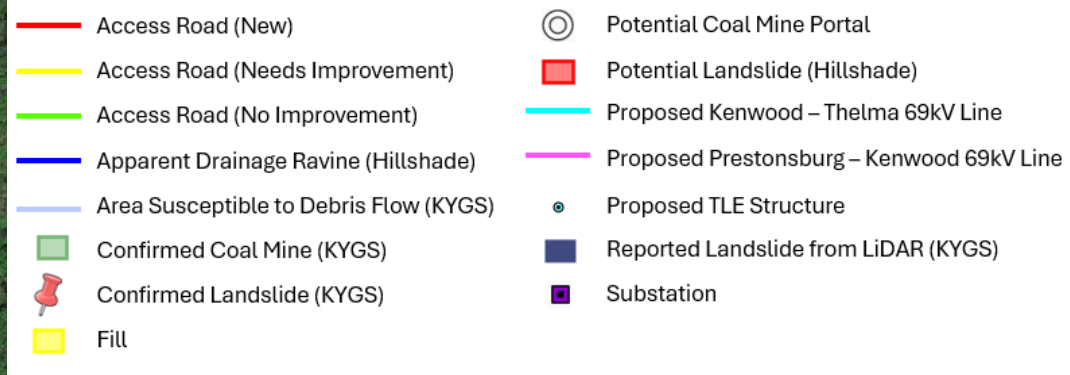 Access Road (New)
Access Road (Needs Improvement)
Access Road (No Improvement)
Apparent Drainage Ravine (Hillshade)
Area Susceptible to Debris Flow (KYGS)
Confirmed Coal Mine (KYGS)
Confirmed Landslide (KYGS)
Fill
Potential Coal Mine Portal
Potential Landslide (Hillshade)
Proposed Kenwood – Thelma 69kV Line
Proposed Prestonsburg – Kenwood 69kV Line
Proposed TLE Structure
Reported Landslide from LiDAR (KYGS)
Substation